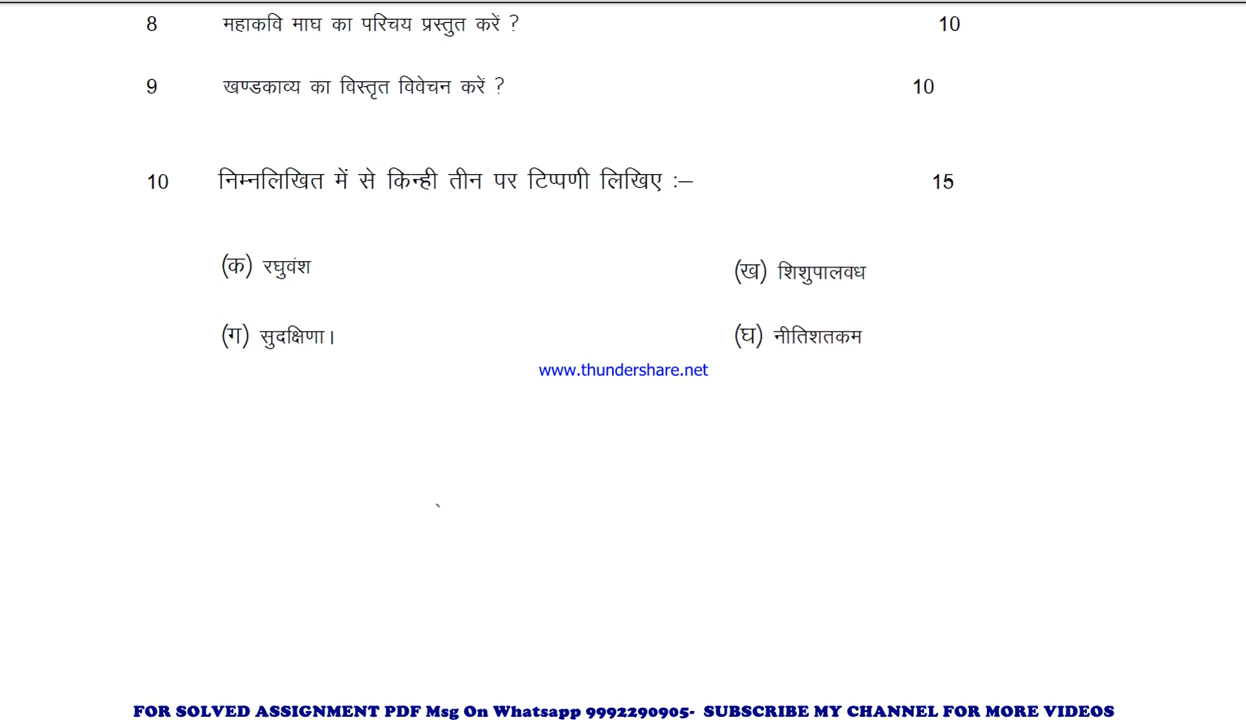 8 महाकवि माघ का परिचय प्रस्तुत करें ? 10
9 खण्डकाव्य का विस्तृत विवेचन करें ? 10
10 निम्नलिखित में से किन्ही तीन पर टिप्पणी लिखिए :– 15
(क) रघुवंश (ख) शिशुपालवध
(ग) सुदक्षिणा। (घ) नीतिशतकम
www.thundershare.net
FOR SOLVED ASSIGNMENT PDF Msg On Whatsapp 9992290905- SUBSCRIBE MY CHANNEL FOR MORE VIDEOS